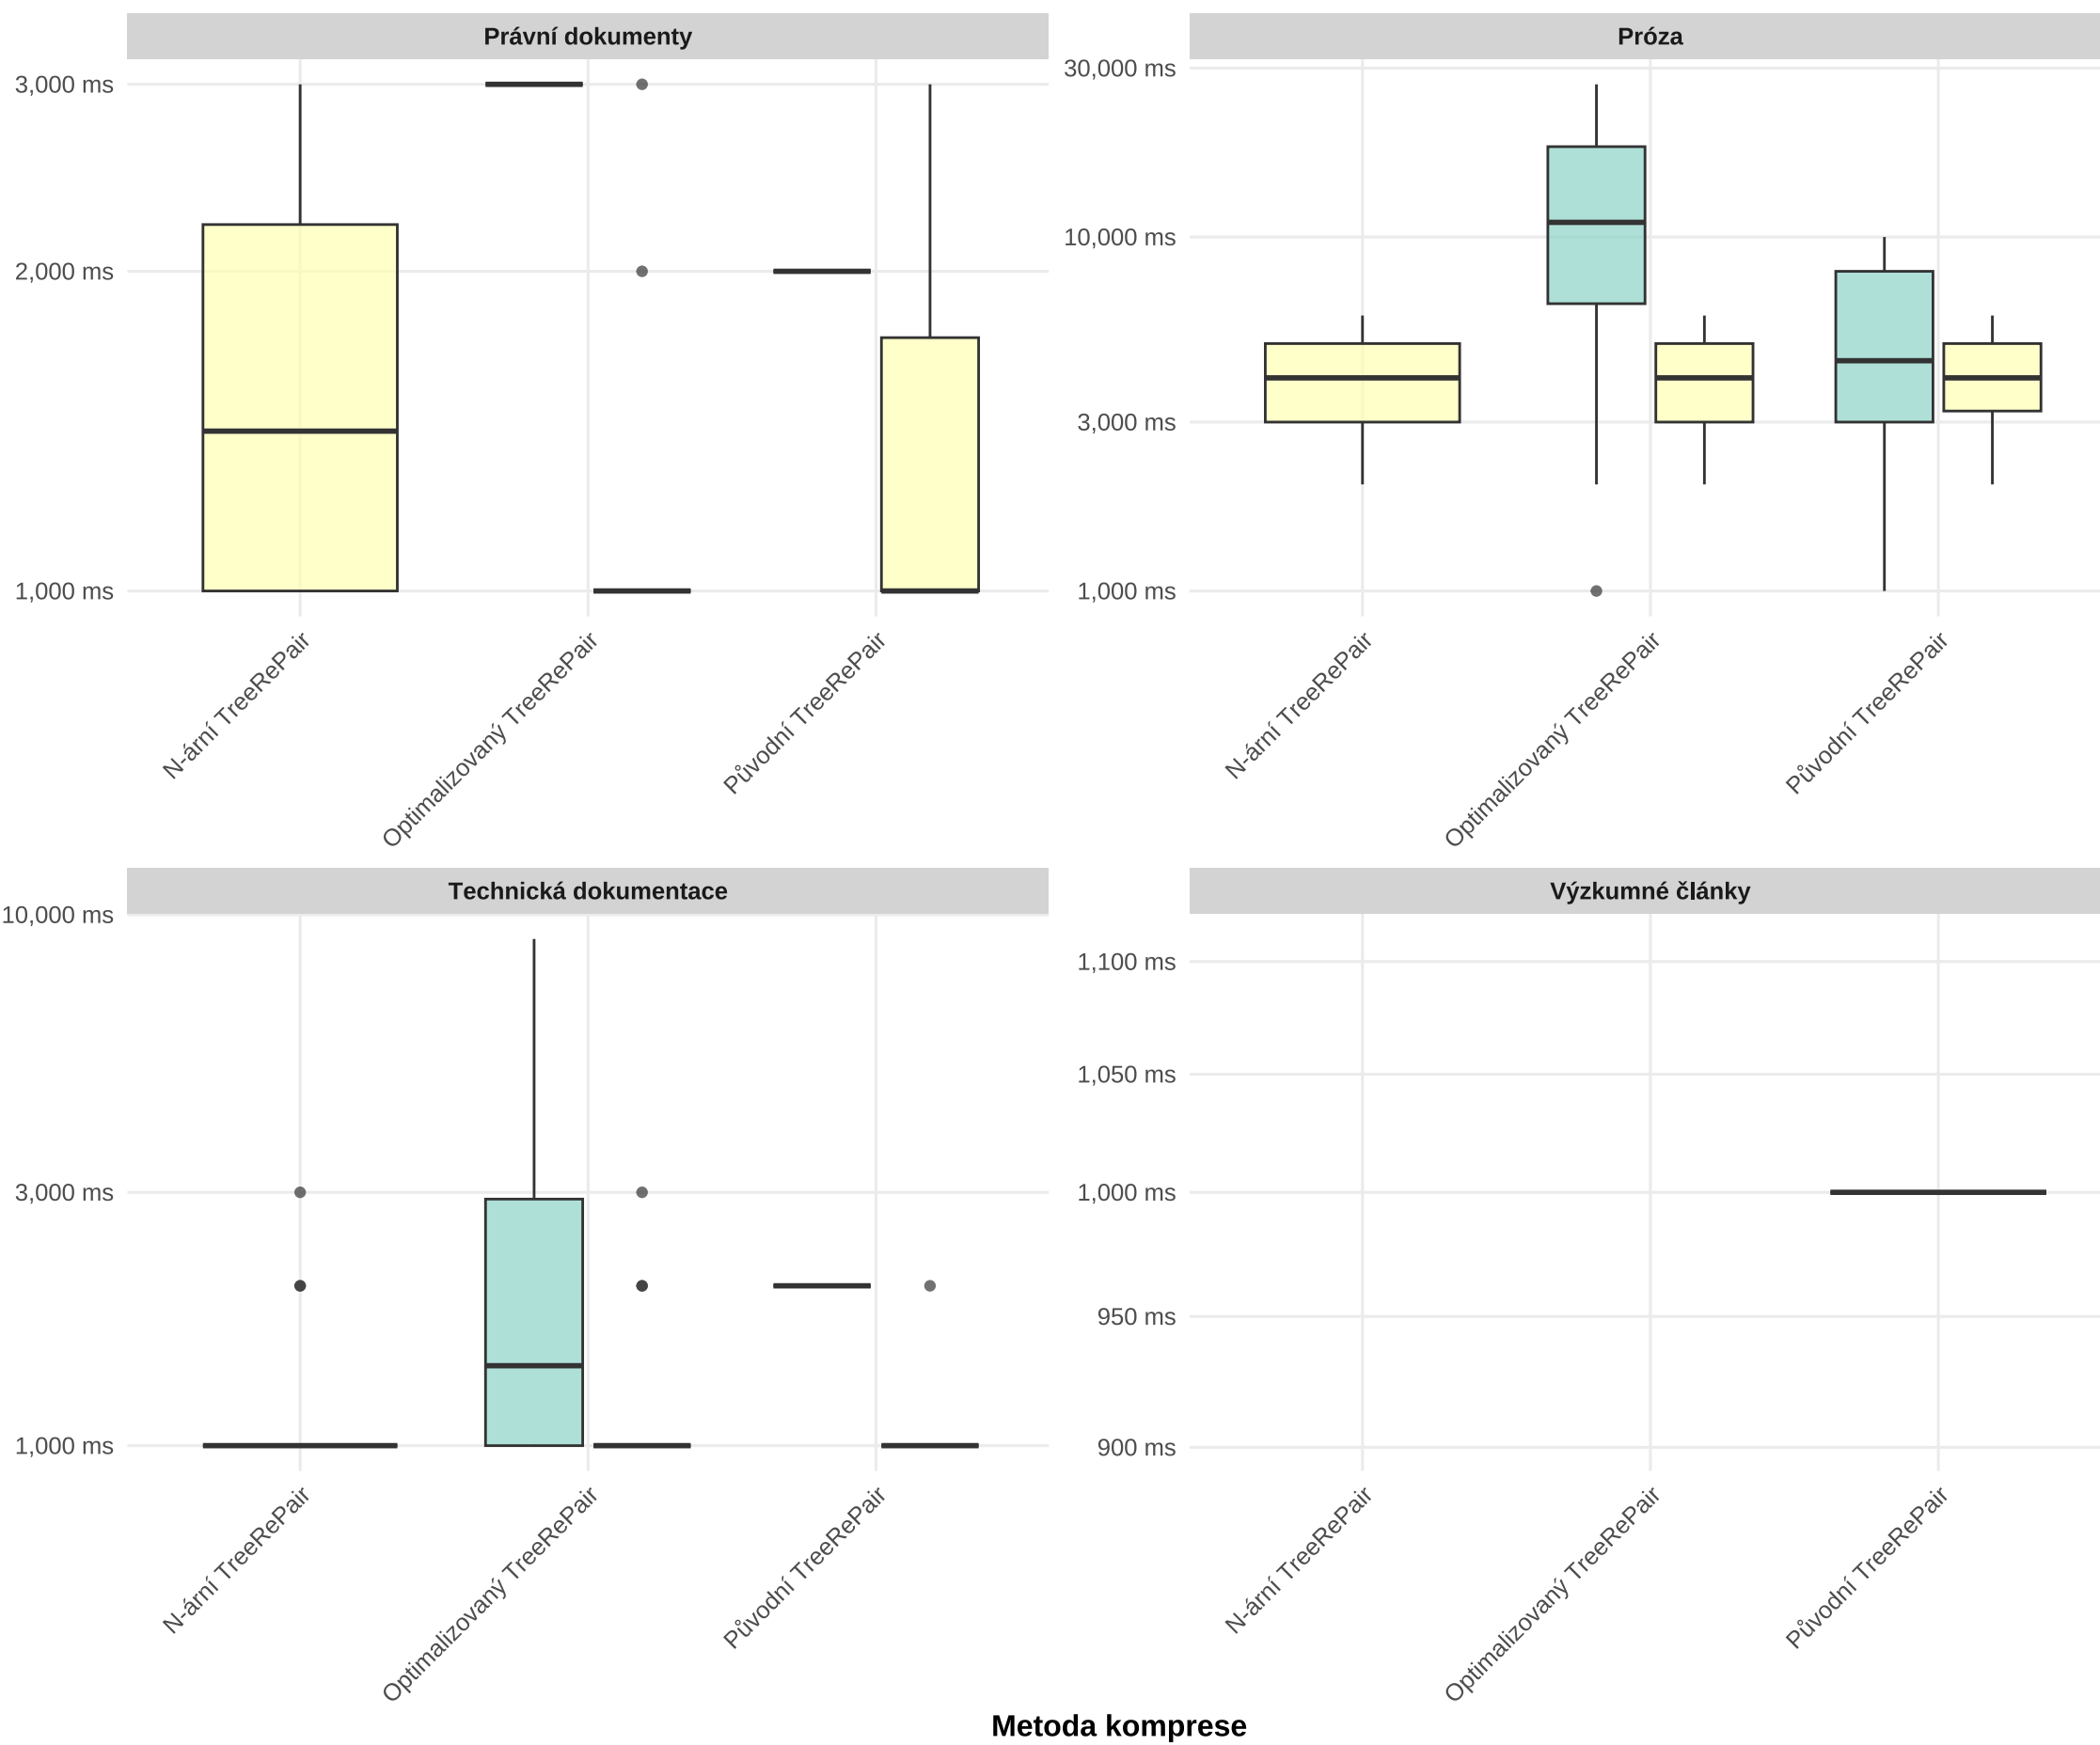 Právní dokumenty
3,000 ms
2,000 ms
1,000 ms
N-ární TreeRePair
Optimalizovaný TreeRePair
Původní TreeRePair
Próza
30,000 ms
10,000 ms
3,000 ms
1,000 ms
N-ární TreeRePair
Optimalizovaný TreeRePair
Původní TreeRePair
Technická dokumentace
10,000 ms
3,000 ms
1,000 ms
N-ární TreeRePair
Optimalizovaný TreeRePair
Původní TreeRePair
Výzkumné články
1,100 ms
1,050 ms
1,000 ms
950 ms
900 ms
N-ární TreeRePair
Optimalizovaný TreeRePair
Původní TreeRePair
Metoda komprese